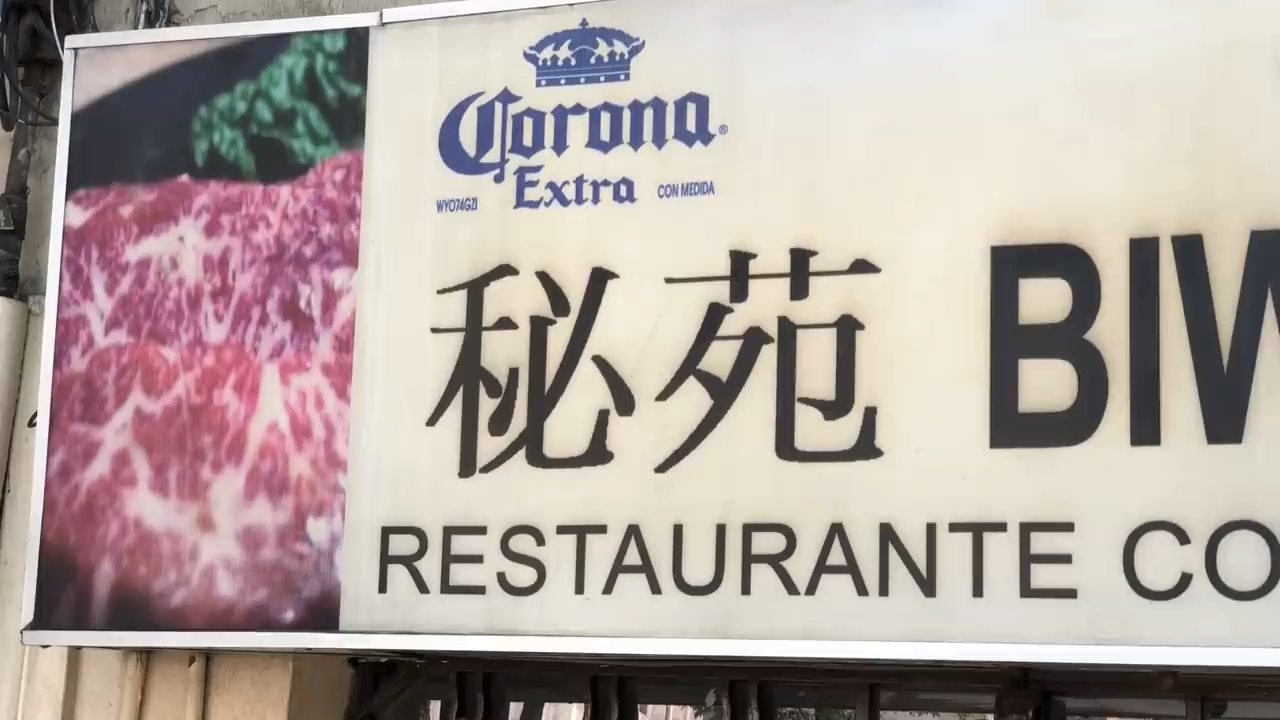 Corona®
Extra
WYO74GZI CON MEDIDA
秘苑 BIW
RESTAURANTE CO